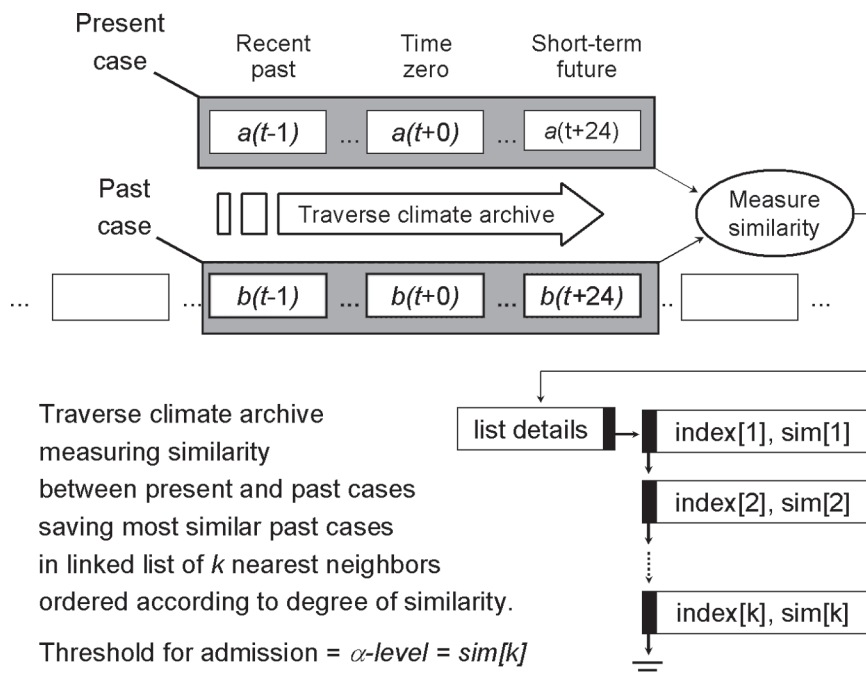 Present
case
Recent
past
Time
zero
Short-term
future
a(t-1) ... a(t+0) ... a(t+24)
Past
case
Traverse climate archive
Measure
similarity
... ... b(t-1) ... b(t+0) ... b(t+24) .. ...
Traverse climate archive
measuring similarity
between present and past cases
saving most similar past cases
in linked list of k nearest neighbors
ordered according to degree of similarity.
Threshold for admission = α-level = sim[k]
list details
index[1], sim[1]
index[2], sim[2]
index[k], sim[k]